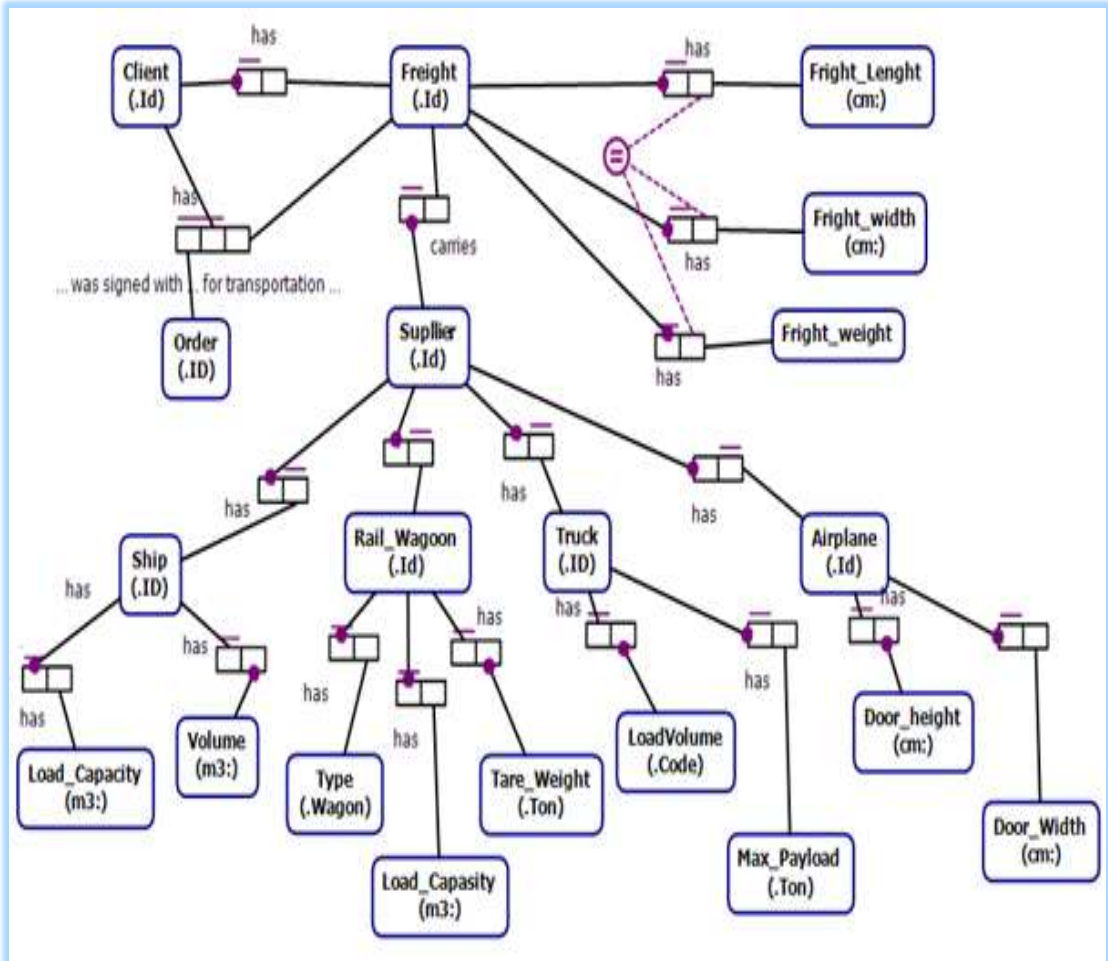 has
has
Client
(.Id)
Freight
(.Id)
Fright_Lenght
(cm:)
has
carries
Fright_width
(cm:)
has
... was signed with ... for transportation ...
Order
(.ID)
Supllier
(.Id)
Fright_weight
has
has
has
has
Ship
(.ID)
Rail_Wagoon
(.Id)
Truck
(.ID)
Airplane
(.Id)
has
has
has
has
has
has
has
has
has
Load_Capacity
(m3:)
Volume
(m3:)
Type
(.Wagon)
Tare_Weight
(.Ton)
LoadVolume
(.Code)
Door_height
(cm:)
Load_Capasity
(m3:)
Max_Payload
(.Ton)
Door_Width
(cm:)